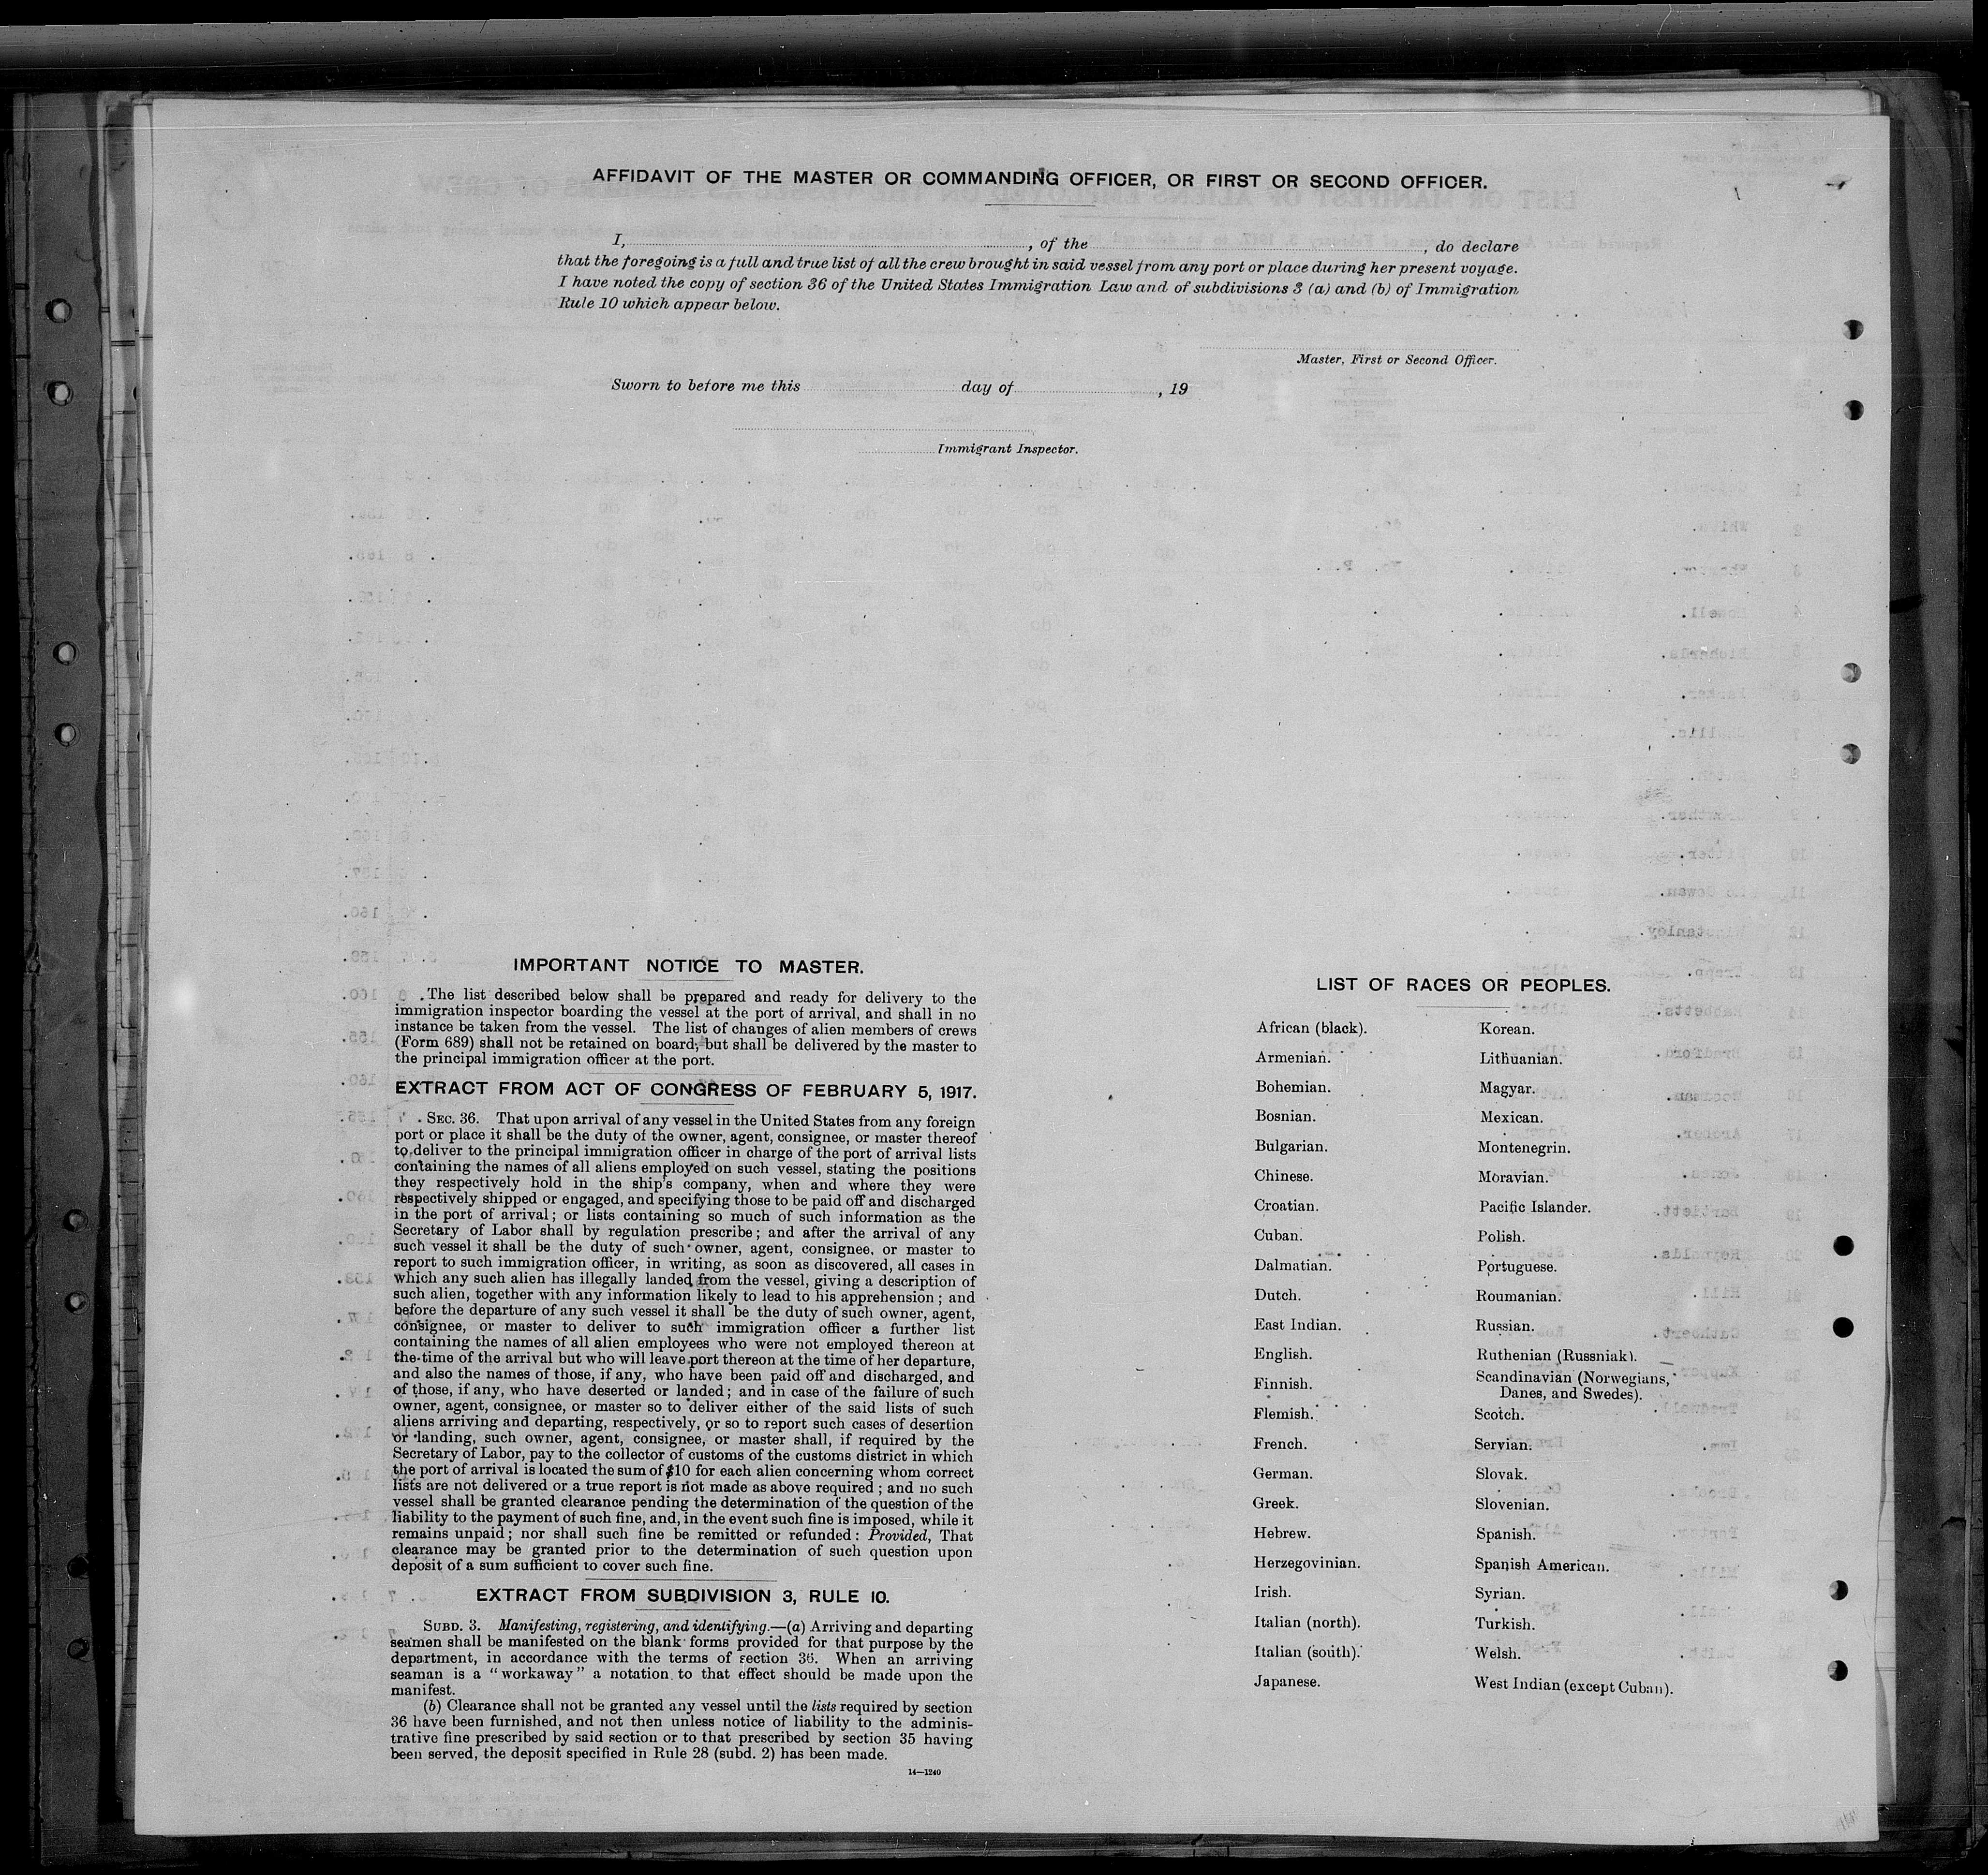 AFFIDAVIT OF THE MASTER OR COMMANDING OFFICER, OR FIRST OR SECOND OFFICER.
I, , of the , do declare
that the foregoing is a full and true list of all the crew brought in said vessel from any port or place during her present voyage.
I have noted the copy of section 36 of the United States Immigration Law and of subdivisions 3 (a) and (b) of Immigration
Rule 10 which appear below.
Master, First or Second Officer.
Sworn to before me this day of , 19
Immigrant Inspector.
IMPORTANT NOTICE TO MASTER.
The list described below shall be prepared and ready for delivery to the
immigration inspector boarding the vessel at the port of arrival, and shall in no
instance be taken from the vessel. The list of changes of alien members of crews
(Form 689) shall not be retained on board, but shall be delivered by the master to
the principal immigration officer at the port.
EXTRACT FROM ACT OF CONGRESS OF FEBRUARY 5, 1917.
SEC. 36. That upon arrival of any vessel in the United States from any foreign
port or place it shall be the duty of the owner, agent, consignee, or master thereof
to deliver to the principal immigration officer in charge of the port of arrival lists
containing the names of all aliens employed on such vessel, stating the positions
they respectively hold in the ship's company, when and where they were
respectively shipped or engaged, and specifying those to be paid off and discharged
in the port of arrival; or lists containing so much of such information as the
Secretary of Labor shall by regulation prescribe; and after the arrival of any
such vessel it shall be the duty of such owner, agent, consignee, or master to
report to such immigration officer, in writing, as soon as discovered, all cases in
which any such alien has illegally landed from the vessel, giving a description of
such alien, together with any information likely to lead to his apprehension; and
before the departure of any such vessel it shall be the duty of such owner, agent,
consignee, or master to deliver to such immigration officer a further list
containing the names of all alien employees who were not employed thereon at
the time of the arrival but who will leave port thereon at the time of her departure,
and also the names of those, if any, who have been paid off and discharged, and
of those, if any, who have deserted or landed; and in case of the failure of such
owner, agent, consignee, or master so to deliver either of the said lists of such
aliens arriving and departing, respectively, or so to report such cases of desertion
or landing, such owner, agent, consignee, or master shall, if required by the
Secretary of Labor, pay to the collector of customs of the customs district in which
the port of arrival is located the sum of $10 for each alien concerning whom correct
lists are not delivered or a true report is not made as above required; and no such
vessel shall be granted clearance pending the determination of the question of the
liability to the payment of such fine, and, in the event such fine is imposed, while it
remains unpaid; nor shall such fine be remitted or refunded: Provided, That
clearance may be granted prior to the determination of such question upon
deposit of a sum sufficient to cover such fine.
EXTRACT FROM SUBDIVISION 3, RULE 10.
SUBD. 3. Manifesting, registering, and identifying.—(a) Arriving and departing
seamen shall be manifested on the blank forms provided for that purpose by the
department, in accordance with the terms of section 36. When an arriving
seaman is a "workaway" a notation to that effect should be made upon the
manifest.
(b) Clearance shall not be granted any vessel until the lists required by section
36 have been furnished, and not then unless notice of liability to the adminis-
trative fine prescribed by said section or to that prescribed by section 35 having
been served, the deposit specified in Rule 28 (subd. 2) has been made.
14—1240
LIST OF RACES OR PEOPLES.
African (black). Korean.
Armenian. Lithuanian.
Bohemian. Magyar.
Bosnian. Mexican.
Bulgarian. Montenegrin.
Chinese. Moravian.
Croatian. Pacific Islander.
Cuban. Polish.
Dalmatian. Portuguese.
Dutch. Roumanian.
East Indian. Russian.
English. Ruthenian (Russniak).
Finnish. Scandinavian (Norwegians,
Danes, and Swedes).
Flemish. Scotch.
French. Servian.
German. Slovak.
Greek. Slovenian.
Hebrew. Spanish.
Herzegovinian. Spanish American.
Irish. Syrian.
Italian (north). Turkish.
Italian (south). Welsh.
Japanese. West Indian (except Cuban).